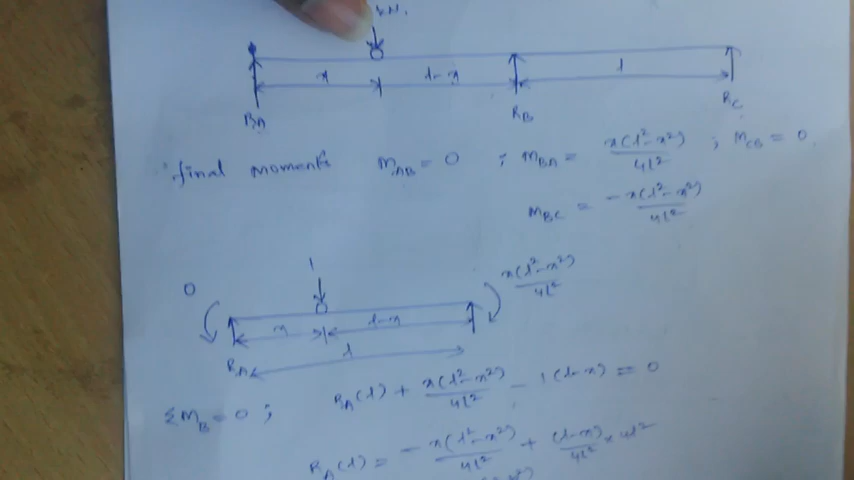 kN.
x l-x l
RA RB RC
final moments MAB = 0 ; MBA = x(l²-x²)/4l² ; MCB = 0.
MBC = -x(l²-x²)/4l²
0 1 x(l²-x²)/4l²
x l-x
RA l
ΣMB = 0 ; RA(l) + x(l²-x²)/4l² - 1(l-x) = 0
RA(l) = - x(l²-x²)/4l² + (l-x)/4l² × 4l²